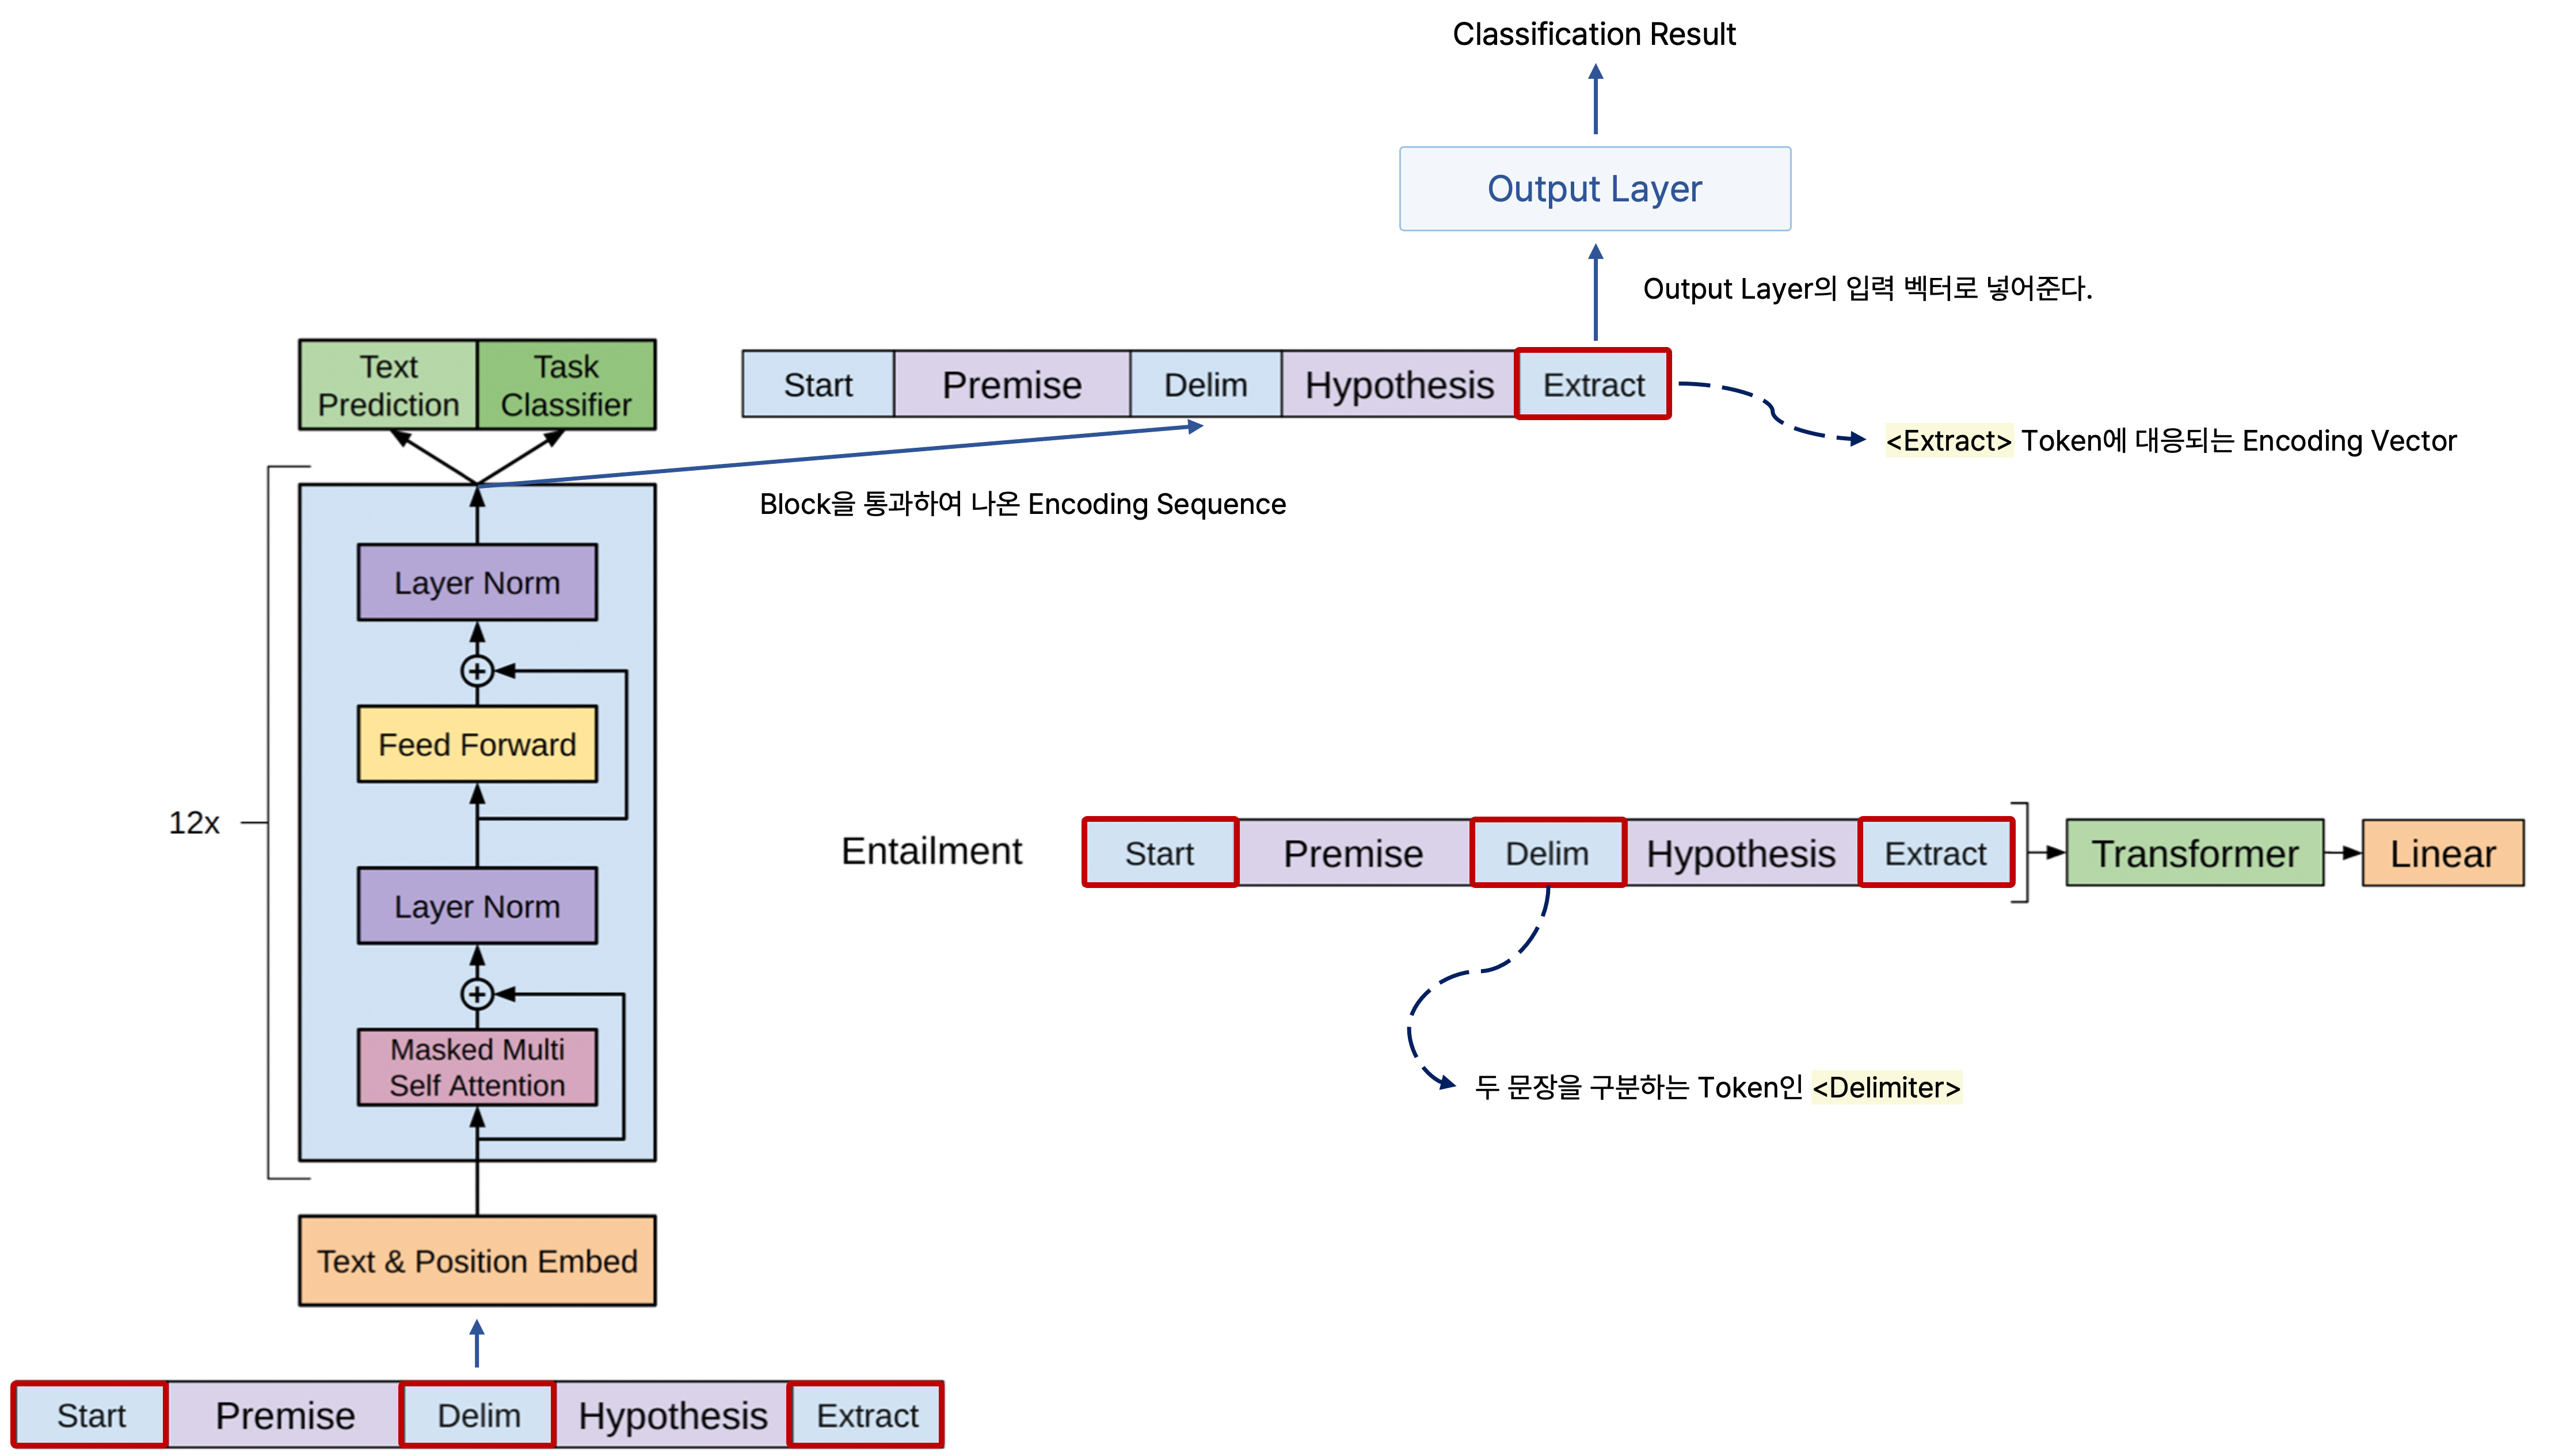 Classification Result
Output Layer
Output Layer의 입력 벡터로 넣어준다.
Text
Prediction
Task
Classifier
Start
Premise
Delim
Hypothesis
Extract
<Extract> Token에 대응되는 Encoding Vector
Block을 통과하여 나온 Encoding Sequence
Layer Norm
Feed Forward
12x
Layer Norm
Masked Multi
Self Attention
Text & Position Embed
Start
Premise
Delim
Hypothesis
Extract
Entailment
Start
Premise
Delim
Hypothesis
Extract
Transformer
Linear
두 문장을 구분하는 Token인 <Delimiter>